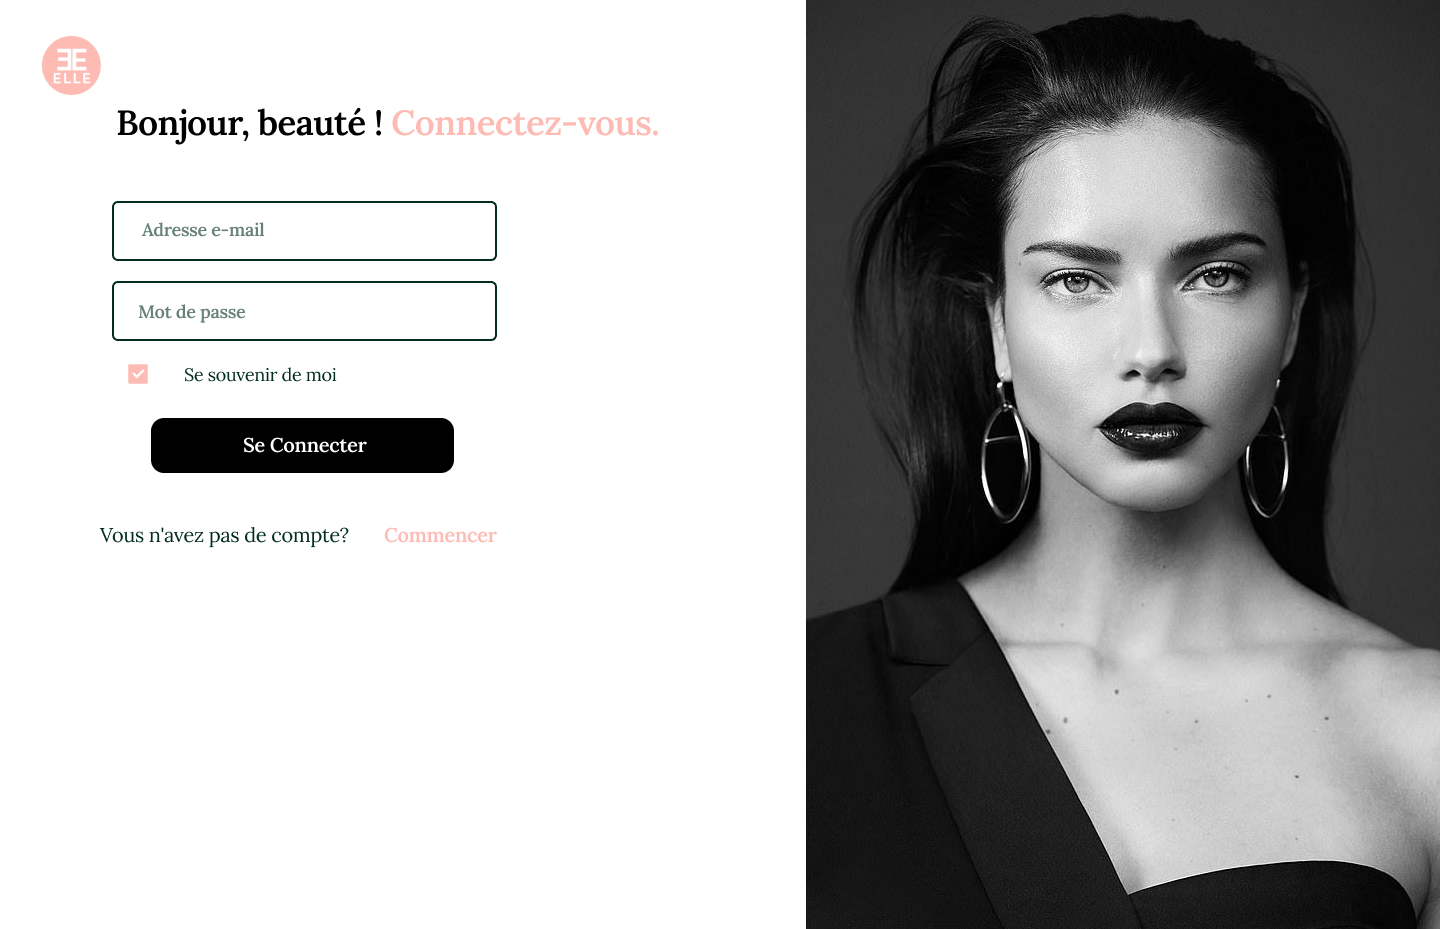 ELLE
Bonjour, beauté ! Connectez-vous.
Adresse e-mail
Mot de passe
Se souvenir de moi
Se Connecter
Vous n'avez pas de compte? Commencer